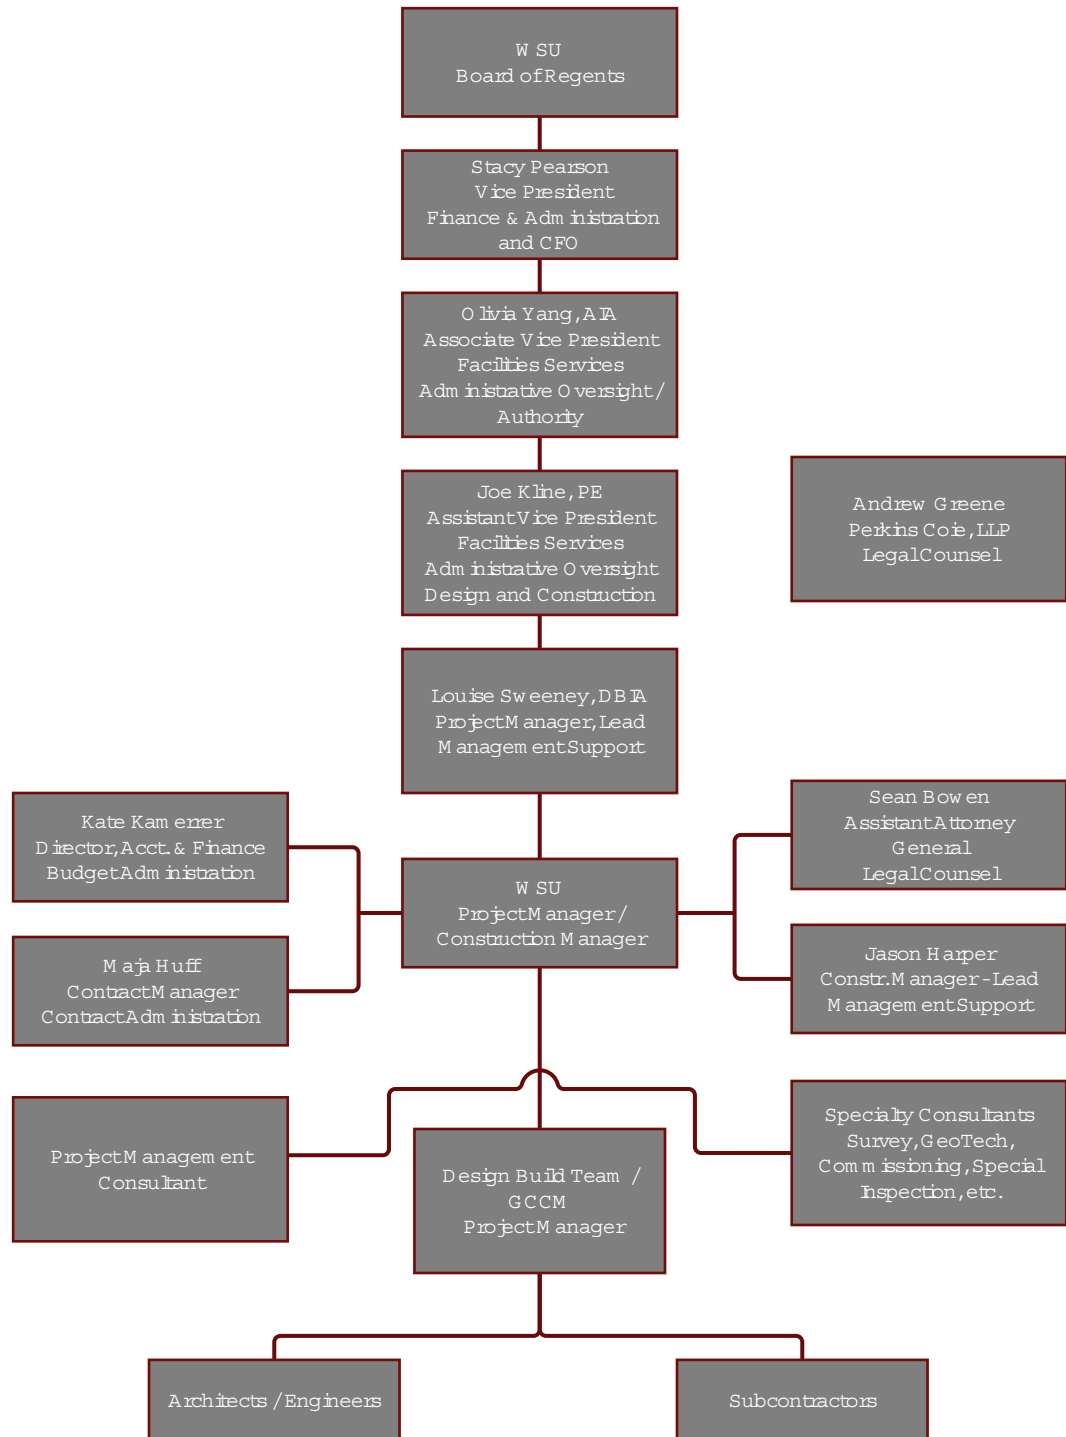 WSU
Board of Regents
Stacy Pearson
Vice President
Finance & Administration
and CFO
Olivia Yang, AIA
Associate Vice President
Facilities Services
Administrative Oversight /
Authority
Joe Kline, PE
Assistant Vice President
Facilities Services
Administrative Oversight
Design and Construction
Andrew Greene
Perkins Coie, LLP
Legal Counsel
Louise Sweeney, DBIA
Project Manager, Lead
Management Support
Kate Kamerrer
Director, Acct. & Finance
Budget Administration
Sean Bowen
Assistant Attorney
General
Legal Counsel
WSU
Project Manager /
Construction Manager
Maja Huff
Contract Manager
Contract Administration
Jason Harper
Constr. Manager - Lead
Management Support
Project Management
Consultant
Design Build Team /
GCCM
Project Manager
Specialty Consultants
Survey, GeoTech,
Commissioning, Special
Inspection, etc.
Architects / Engineers
Subcontractors